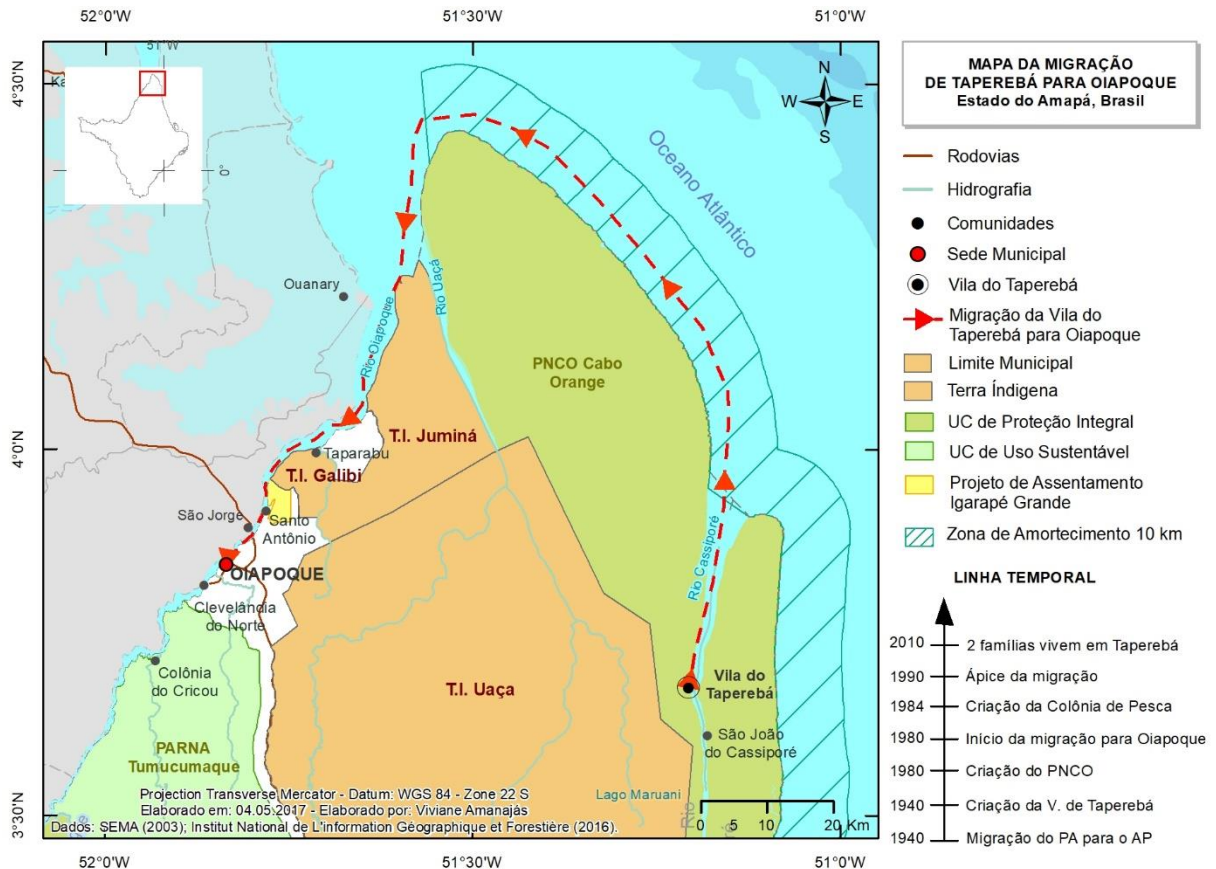 52°0'W
51°30'W
51°0'W
4°30'N
4°0'N
3°30'N
51°W
0°
N
W
E
S
Oceano Atlântico
Ouanary
Rio Oiapoque
Rio Uaçá
PNCO Cabo
Orange
T.I. Juminá
Taparabu
T.I. Galibi
São Jorge
Santo
Antônio
OIAPOQUE
Clevelândia
do Norte
Rio Cassiporé
Colônia
do Cricou
T.I. Uaça
Vila do
Taperebá
São João
do Cassiporé
PARNA
Tumucumaque
Lago Maruani
Rio
0 5 10 20 Km
Projection Transverse Mercator - Datum: WGS 84 - Zone 22 S
Elaborado em: 04.05.2017 - Elaborado por: Viviane Amanajás
Dados: SEMA (2003); Institut National de L'information Gèographique et Forestière (2016).
52°0'W
51°30'W
51°0'W
MAPA DA MIGRAÇÃO
DE TAPEREBÁ PARA OIAPOQUE
Estado do Amapá, Brasil
Rodovias
Hidrografia
Comunidades
Sede Municipal
Vila do Taperebá
Migração da Vila do
Taperebá para Oiapoque
Limite Municipal
Terra Índigena
UC de Proteção Integral
UC de Uso Sustentável
Projeto de Assentamento
Igarapé Grande
Zona de Amortecimento 10 km
LINHA TEMPORAL
2010 2 famílias vivem em Taperebá
1990 Ápice da migração
1984 Criação da Colônia de Pesca
1980 Inicio da migração para Oiapoque
1980 Criação do PNCO
1940 Criação da V. de Taperebá
1940 Migração do PA para o AP